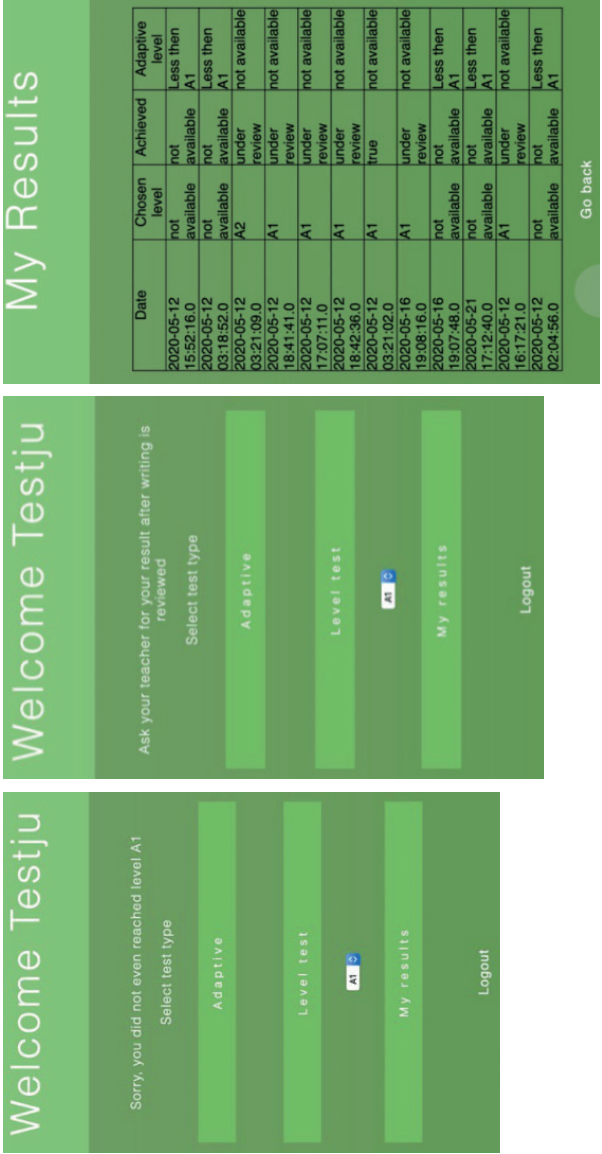 Welcome Testju
Sorry, you did not even reached level A1
Select test type
Adaptive
Level test
A1
My results
Logout
Welcome Testju
Ask your teacher for your result after writing is
reviewed
Select test type
Adaptive
Level test
A1
My results
Logout
My Results
Date Chosen Achieved Adaptive
level level
2020-05-12 not not Less then
15:52:16.0 available available A1
2020-05-12 not not Less then
03:18:52.0 available available A1
2020-05-12 A2 under not available
03:21:09.0 review
2020-05-12 A1 under not available
18:41:41.0 review
2020-05-12 A1 under not available
17:07:11.0 review
2020-05-12 A1 under not available
18:42:36.0 review
2020-05-12 A1 true not available
03:21:02.0
2020-05-16 A1 under not available
19:08:16.0 review
2020-05-16 not not Less then
19:07:48.0 available available A1
2020-05-21 not not Less then
17:12:40.0 available available A1
2020-05-12 A1 under not available
16:17:21.0 review
2020-05-12 not not Less then
02:04:56.0 available available A1
Go back